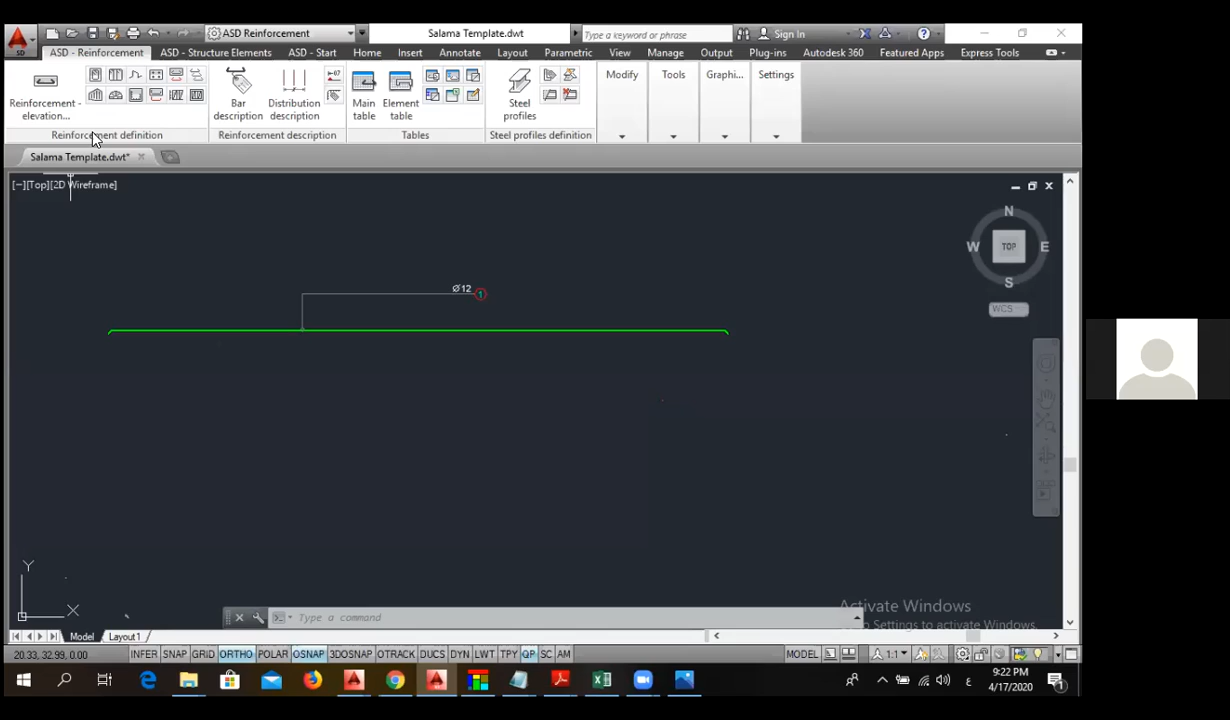 ASD Reinforcement
Salama Template.dwt
Type a keyword or phrase
Sign In
SD
ASD - Reinforcement
ASD - Structure Elements
ASD - Start
Home
Insert
Annotate
Layout
Parametric
View
Manage
Output
Plug-ins
Autodesk 360
Featured Apps
Express Tools
Reinforcement -
elevation...
Bar
description
Distribution
description
Main
table
Element
table
Steel
profiles
Modify
Tools
Graphi...
Settings
Reinforcement definition
Reinforcement description
Tables
Steel profiles definition
Salama Template.dwt*
[−][Top][2D Wireframe]
N
W
TOP
E
S
WCS
Ø12
1
Y
X
Type a command
Activate Windows
o Settings to activate Windows.
Model
Layout1
20.33, 32.99, 0.00
INFER SNAP GRID ORTHO POLAR OSNAP 3DOSNAP OTRACK DUCS DYN LWT TPY QP SC AM
MODEL
1:1
9:22 PM
4/17/2020
ع
1